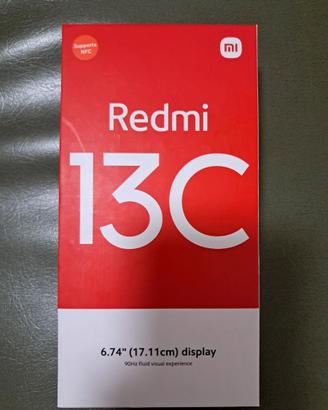 Supports
NFC
mi
Redmi
13C
6.74" (17.11cm) display
90Hz fluid visual experience